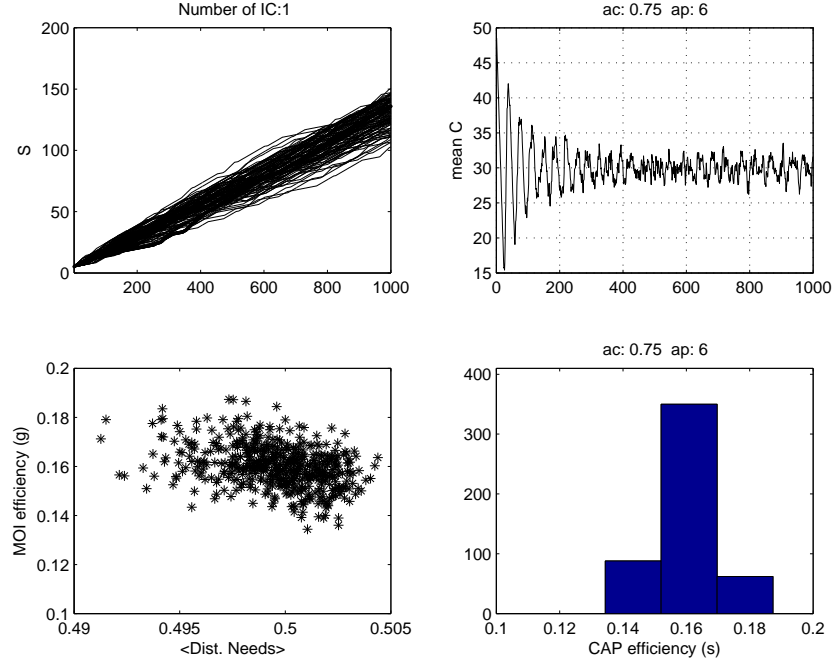 Number of IC:1
200
150
100
50
0
S
200 400 600 800 1000
ac: 0.75 ap: 6
50
45
40
35
30
25
20
15
mean C
0 200 400 600 800 1000
0.2
0.18
0.16
0.14
0.12
0.1
MOI efficiency (g)
0.49 0.495 0.5 0.505
<Dist. Needs>
ac: 0.75 ap: 6
400
300
200
100
0
0.1 0.12 0.14 0.16 0.18 0.2
CAP efficiency (s)